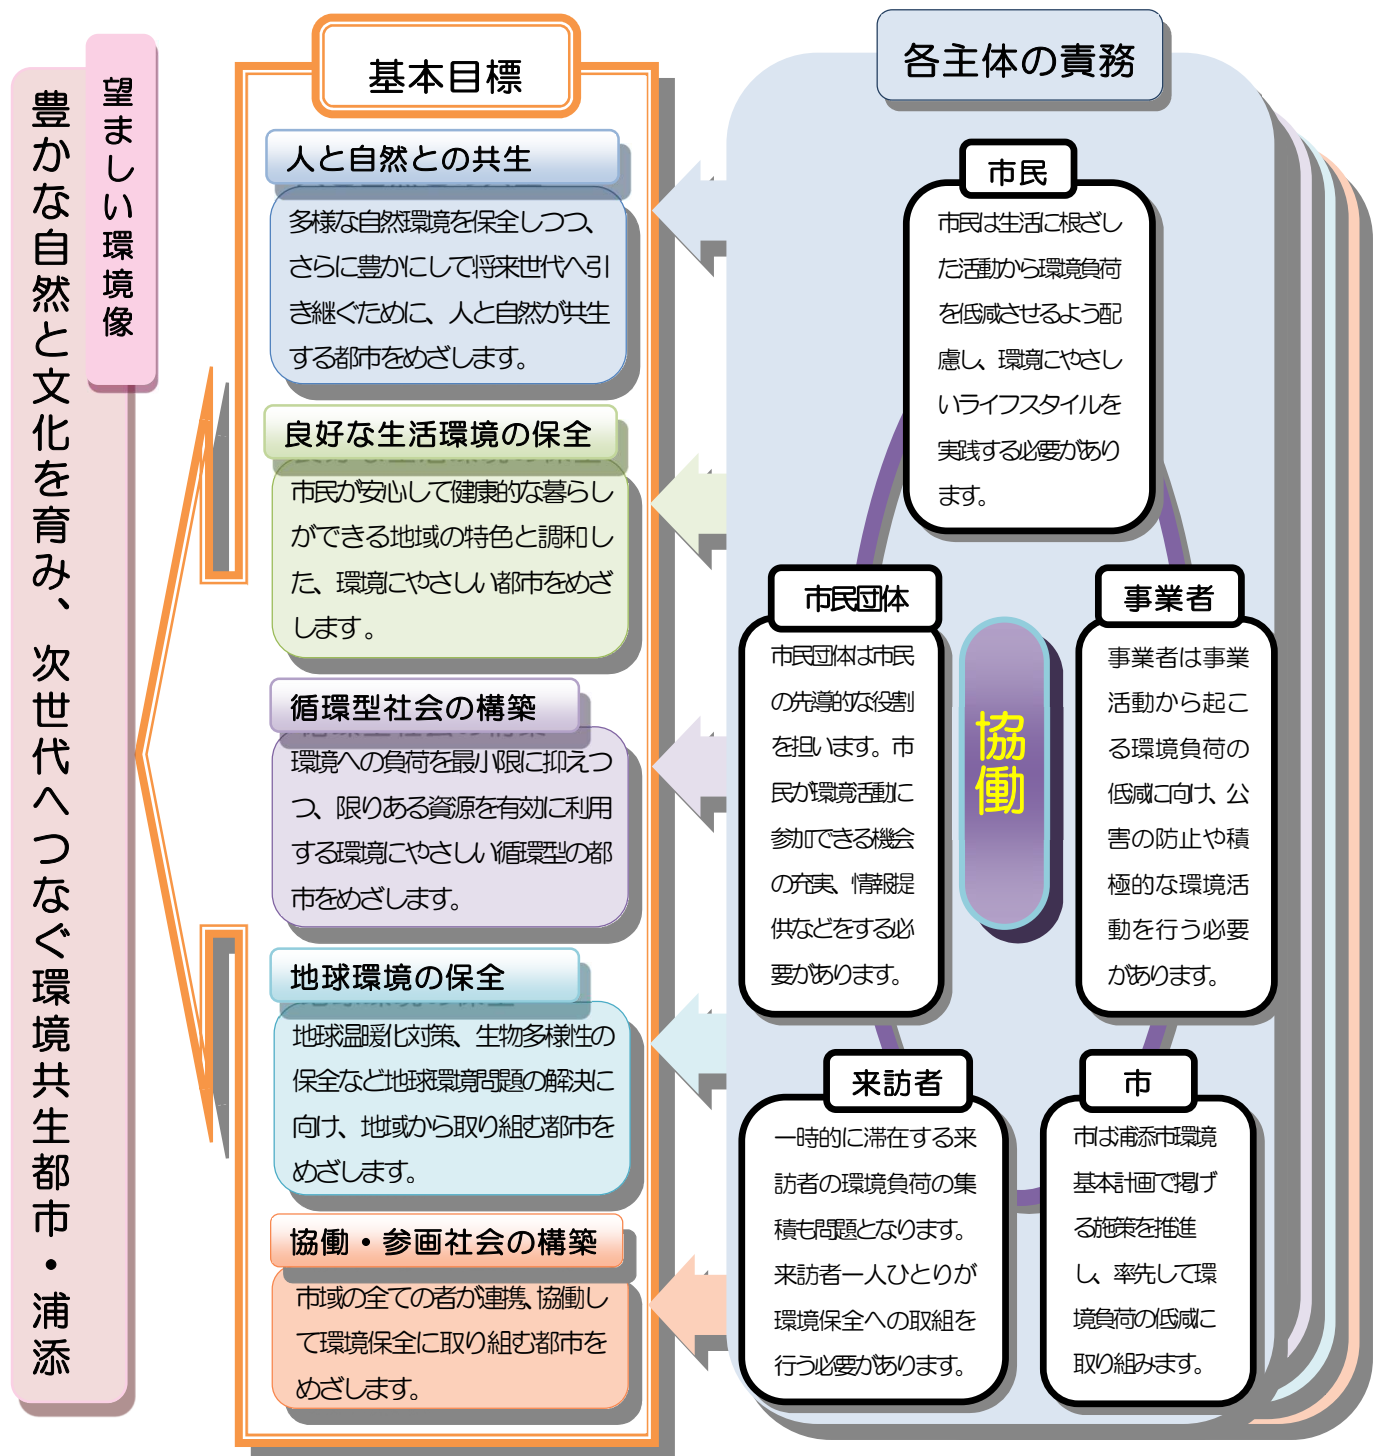 望ましい環境像
豊かな自然と文化を育み、次世代へつなぐ環境共生都市・浦添
基本目標
人と自然との共生
多様な自然環境を保全しつつ、
さらに豊かにして将来世代へ引
き継ぐために、人と自然が共生
する都市をめざします。
良好な生活環境の保全
市民が安心して健康的な暮らし
ができる地域の特色と調和し
た、環境にやさしい都市をめざ
します。
循環型社会の構築
環境への負荷を最小限に抑えつ
つ、限りある資源を有効に利用
する環境にやさしい循環型の都
市をめざします。
地球環境の保全
地球温暖化対策、生物多様性の
保全など地球環境問題の解決に
向け、地域から取り組む都市を
めざします。
協働・参画社会の構築
市域の全ての者が連携、協働し
て環境保全に取り組む都市を
めざします。
各主体の責務
市民
市民は生活に根ざし
た活動から環境負荷
を低減させるよう配
慮し、環境にやさし
いライフスタイルを
実践する必要があり
ます。
市民団体
市民団体は市民
の先導的な役割
を担います。市
民が環境活動に
参加できる機会
の充実、情報提
供などをする必
要があります。
協働
事業者
事業者は事業
活動から起こ
る環境負荷の
低減に向け、公
害の防止や積
極的な環境活
動を行う必要
があります。
来訪者
一時的に滞在する来
訪者の環境負荷の集
積も問題となります。
来訪者一人ひとりが
環境保全への取組を
行う必要があります。
市
市は浦添市環境
基本計画で掲げ
る施策を推進
し、率先して環
境負荷の低減に
取り組みます。